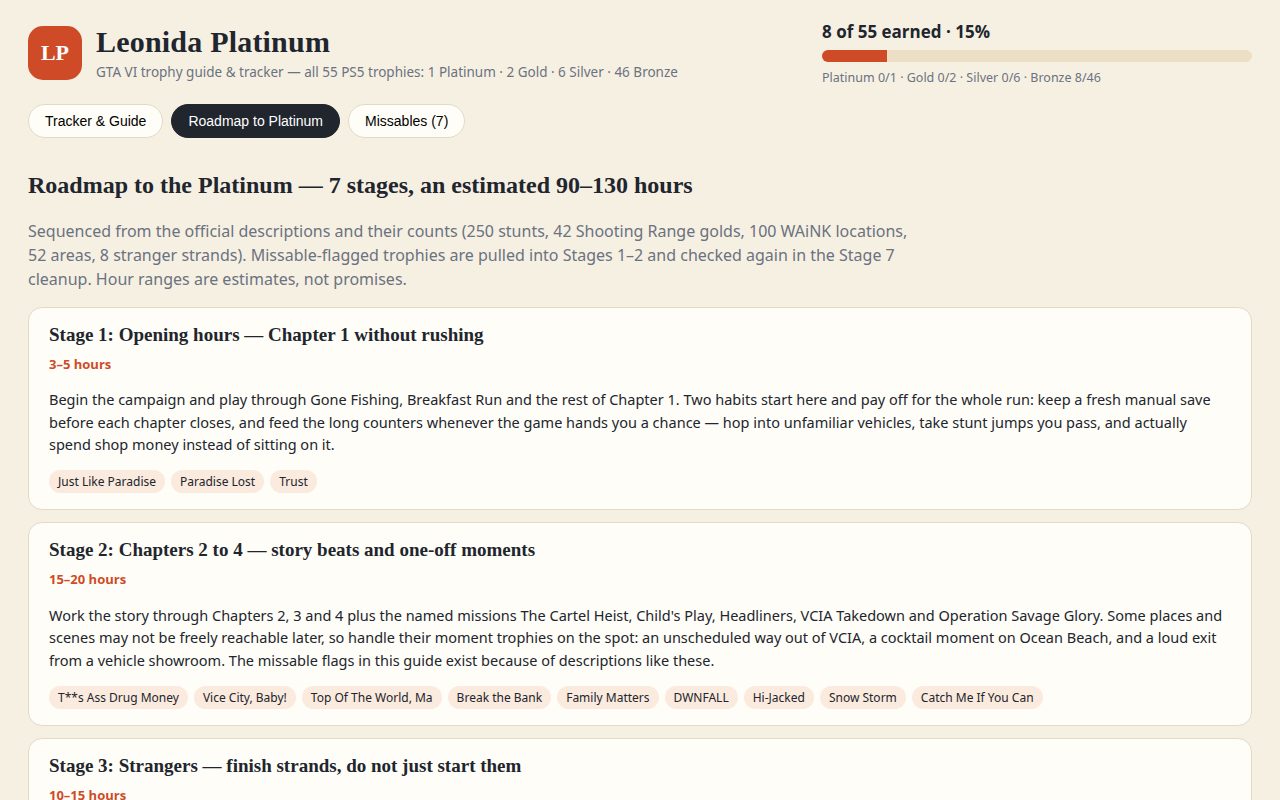 LP
Leonida Platinum
GTA VI trophy guide & tracker — all 55 PS5 trophies: 1 Platinum · 2 Gold · 6 Silver · 46 Bronze
8 of 55 earned · 15%
Platinum 0/1 · Gold 0/2 · Silver 0/6 · Bronze 8/46
Tracker & Guide
Roadmap to Platinum
Missables (7)
Roadmap to the Platinum — 7 stages, an estimated 90–130 hours
Sequenced from the official descriptions and their counts (250 stunts, 42 Shooting Range golds, 100 WAiNK locations,
52 areas, 8 stranger strands). Missable-flagged trophies are pulled into Stages 1–2 and checked again in the Stage 7
cleanup. Hour ranges are estimates, not promises.
Stage 1: Opening hours — Chapter 1 without rushing
3–5 hours
Begin the campaign and play through Gone Fishing, Breakfast Run and the rest of Chapter 1. Two habits start here and pay off for the whole run: keep a fresh manual save
before each chapter closes, and feed the long counters whenever the game hands you a chance — hop into unfamiliar vehicles, take stunt jumps you pass, and actually
spend shop money instead of sitting on it.
Just Like Paradise
Paradise Lost
Trust
Stage 2: Chapters 2 to 4 — story beats and one-off moments
15–20 hours
Work the story through Chapters 2, 3 and 4 plus the named missions The Cartel Heist, Child's Play, Headliners, VCIA Takedown and Operation Savage Glory. Some places and
scenes may not be freely reachable later, so handle their moment trophies on the spot: an unscheduled way out of VCIA, a cocktail moment on Ocean Beach, and a loud exit
from a vehicle showroom. The missable flags in this guide exist because of descriptions like these.
T**s Ass Drug Money
Vice City, Baby!
Top Of The World, Ma
Break the Bank
Family Matters
DWNFALL
Hi-Jacked
Snow Storm
Catch Me If You Can
Stage 3: Strangers — finish strands, do not just start them
10–15 hours